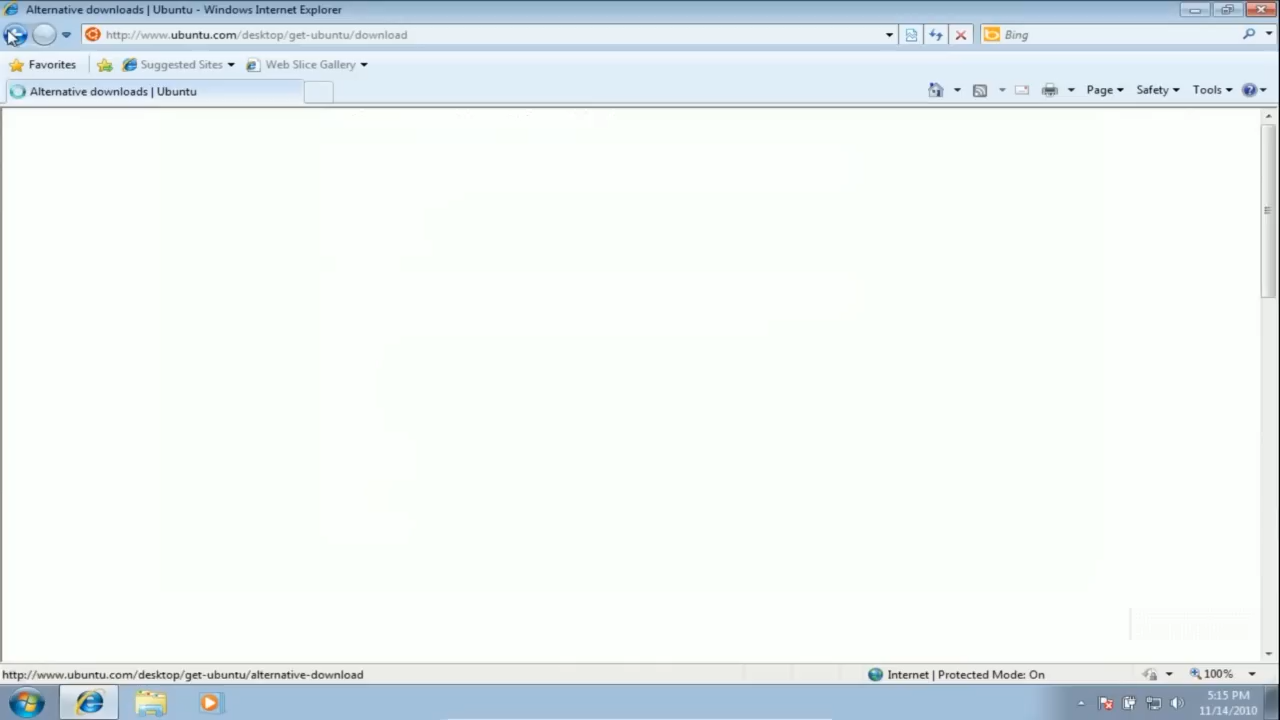 Alternative downloads | Ubuntu - Windows Internet Explorer
http://www.ubuntu.com/desktop/get-ubuntu/download
Bing
Favorites
Suggested Sites
Web Slice Gallery
Alternative downloads | Ubuntu
Page
Safety
Tools
http://www.ubuntu.com/desktop/get-ubuntu/alternative-download
Internet | Protected Mode: On
100%
5:15 PM
11/14/2010